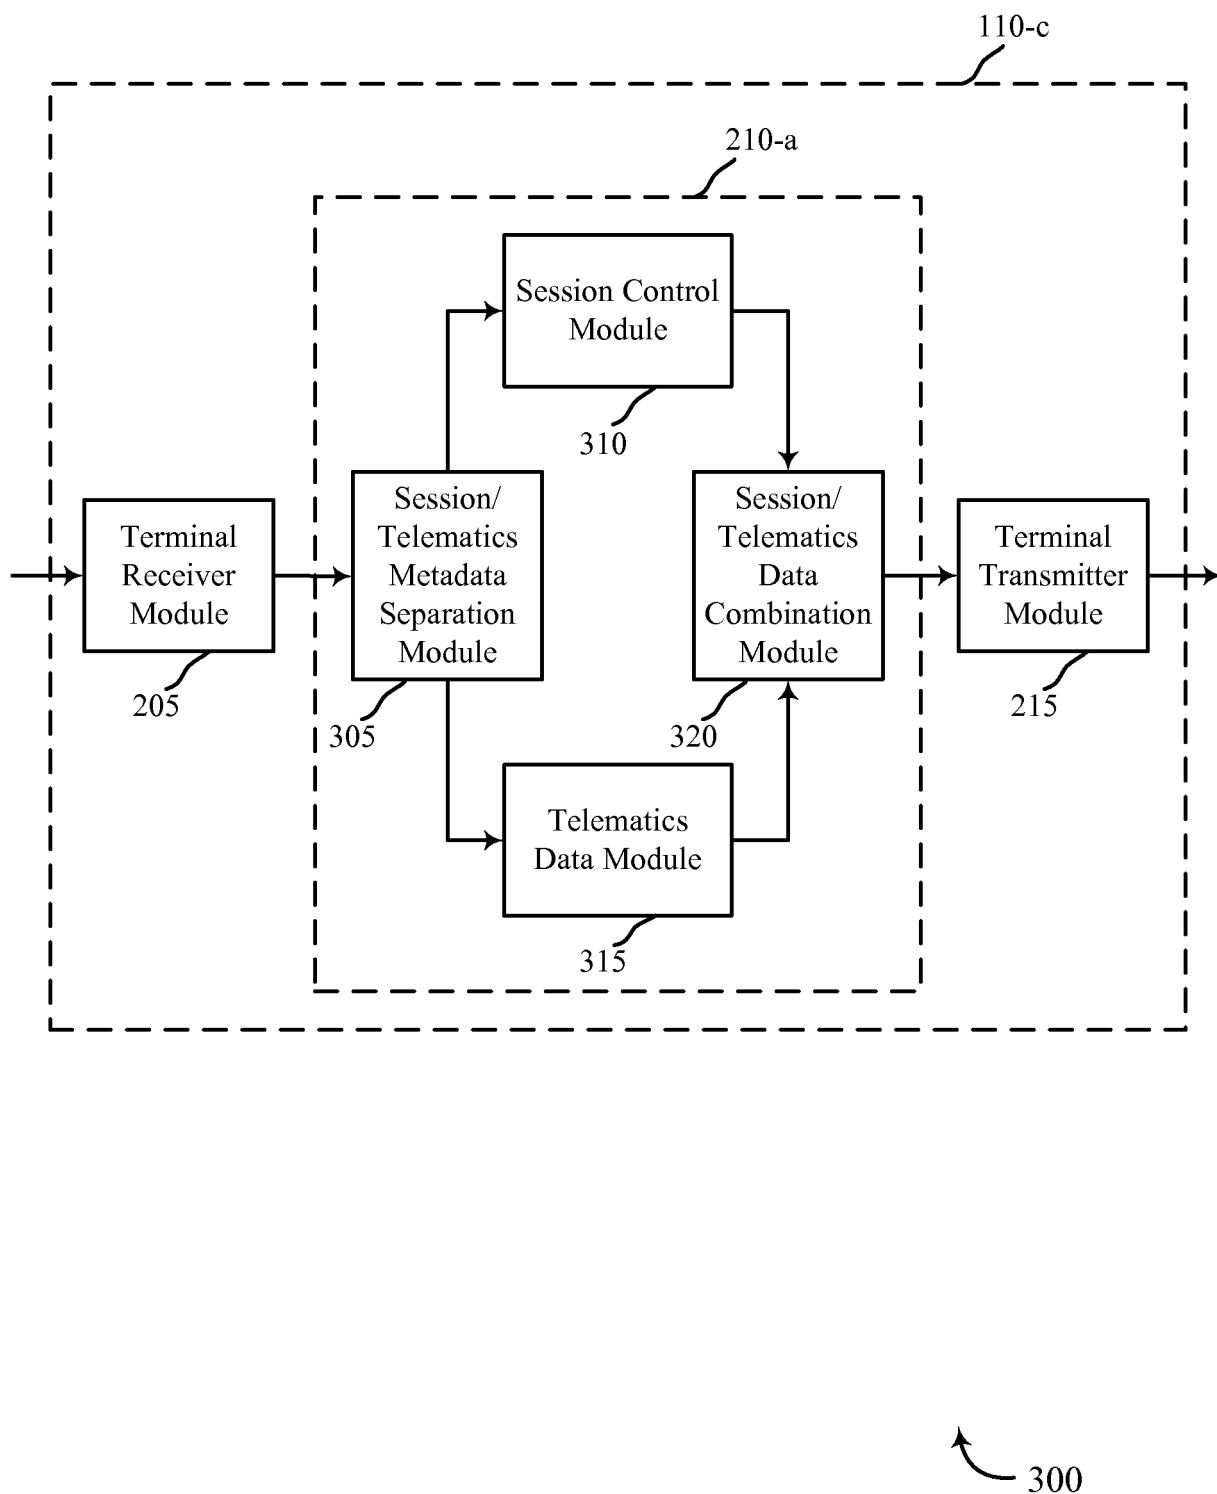 110-c
210-a
Session Control
Module
310
Terminal
Receiver
Module
205
Session/
Telematics
Metadata
Separation
Module
305
Session/
Telematics
Data
Combination
Module
320
Terminal
Transmitter
Module
215
Telematics
Data Module
315
300